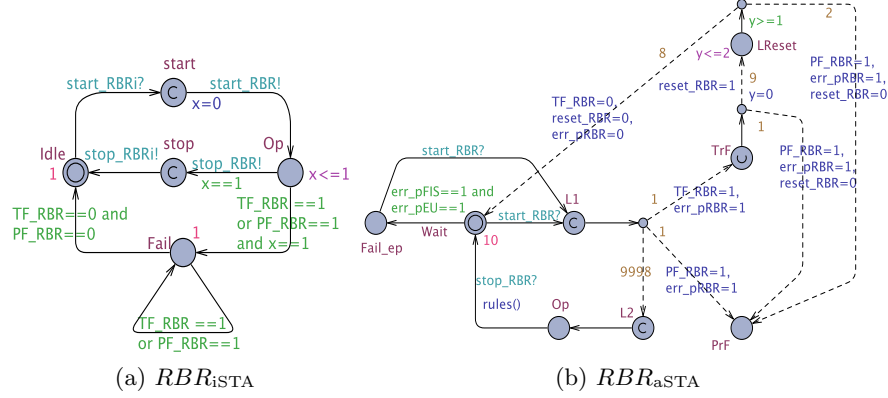 start
start_RBRi?
start_RBR!
C
x=0
Idle
stop
Op
1
stop_RBRi!
C
stop_RBR!
x==1
x<=1
TF_RBR==0 and
PF_RBR==0
TF_RBR ==1
or PF_RBR==1
and x==1
Fail
1
TF_RBR ==1
or PF_RBR==1
(a) RBR_iSTA
y>=1
2
y<=2
LReset
8
reset_RBR=1
9
y=0
PF_RBR=1,
err_pRBR=1,
reset_RBR=0
TF_RBR=0,
reset_RBR=0,
err_pRBR=0
1
TrF
U
PF_RBR=1,
err_pRBR=1,
reset_RBR=0
start_RBR?
err_pFIS==1 and
err_pEU==1
L1
1
TF_RBR=1,
err_pRBR=1
start_RBR?
C
Fail_ep
Wait
10
1
9998
PF_RBR=1,
err_pRBR=1
stop_RBR?
rules()
Op
L2
C
PrF
(b) RBR_aSTA